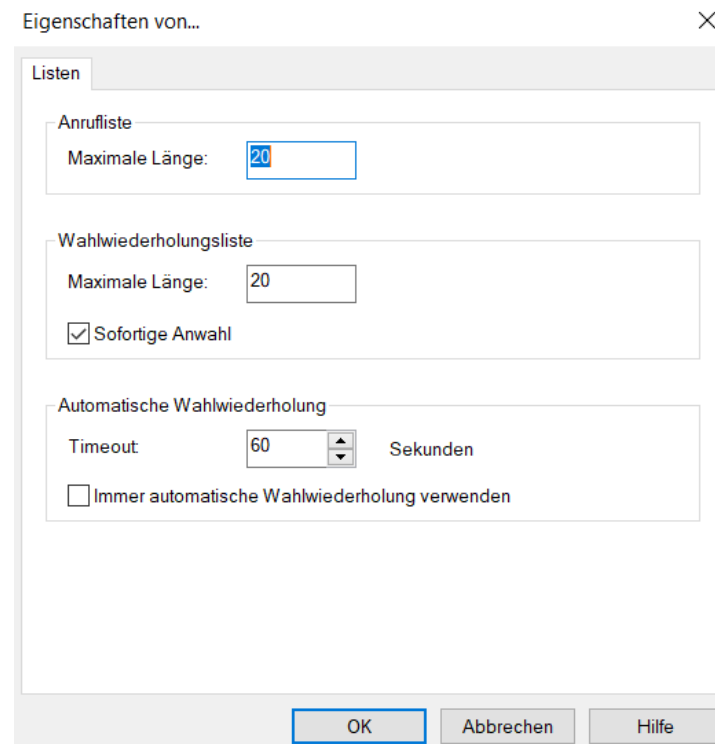 Eigenschaften von...
Listen
Anrufliste
Maximale Länge: 20
Wahlwiederholungsliste
Maximale Länge: 20
Sofortige Anwahl
Automatische Wahlwiederholung
Timeout: 60 Sekunden
Immer automatische Wahlwiederholung verwenden
OK Abbrechen Hilfe